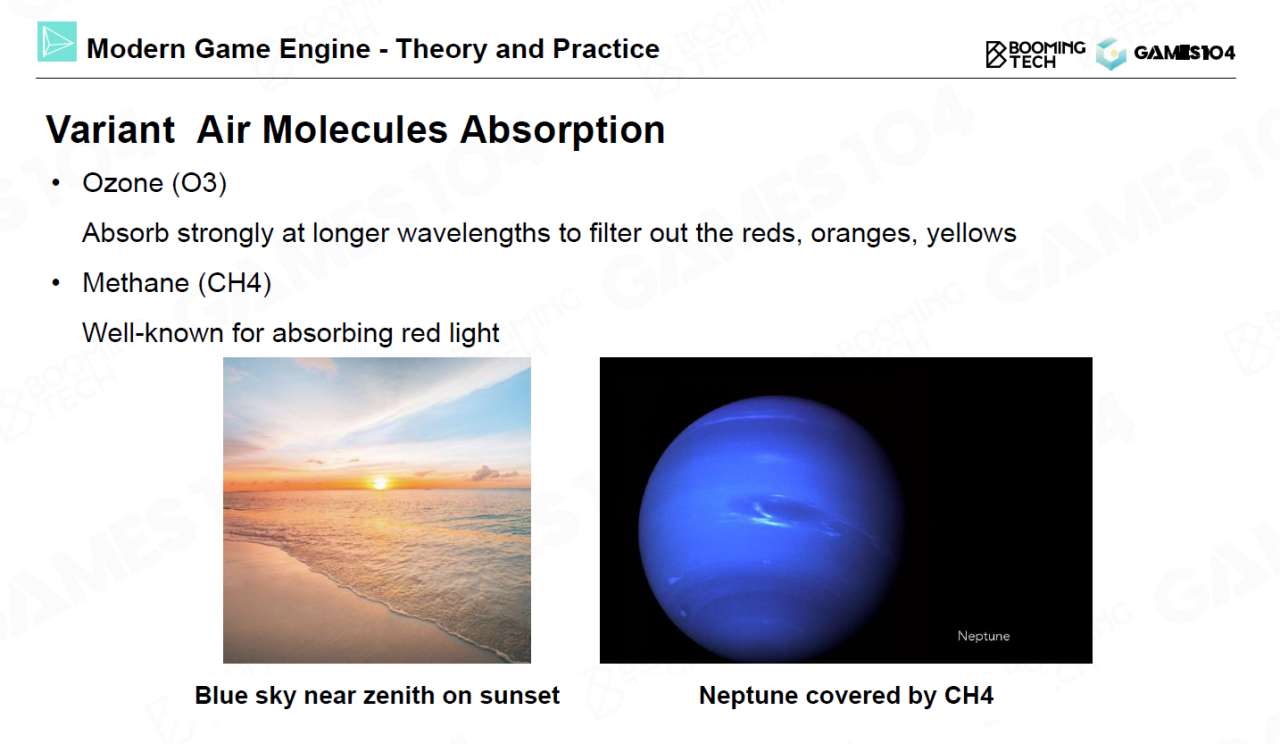 Modern Game Engine - Theory and Practice
BOOMING
TECH
GAMES104
Variant Air Molecules Absorption
• Ozone (O3)
Absorb strongly at longer wavelengths to filter out the reds, oranges, yellows
• Methane (CH4)
Well-known for absorbing red light
Neptune
Blue sky near zenith on sunset
Neptune covered by CH4